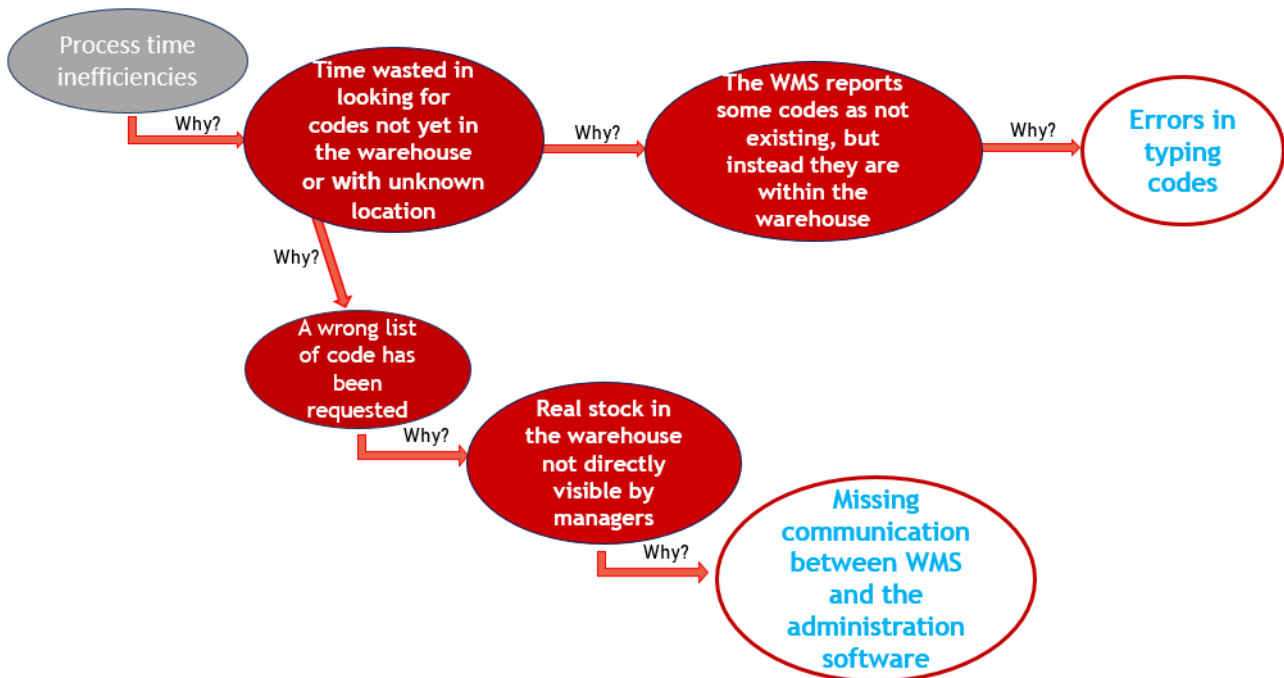 Process time
inefficiencies
Why?
Time wasted in
looking for
codes not yet in
the warehouse
or with unknown
location
Why?
The WMS reports
some codes as not
existing, but
instead they are
within the
warehouse
Why?
Errors in
typing
codes
Why?
A wrong list
of code has
been
requested
Why?
Real stock in
the warehouse
not directly
visible by
managers
Why?
Missing
communication
between WMS
and the
administration
software